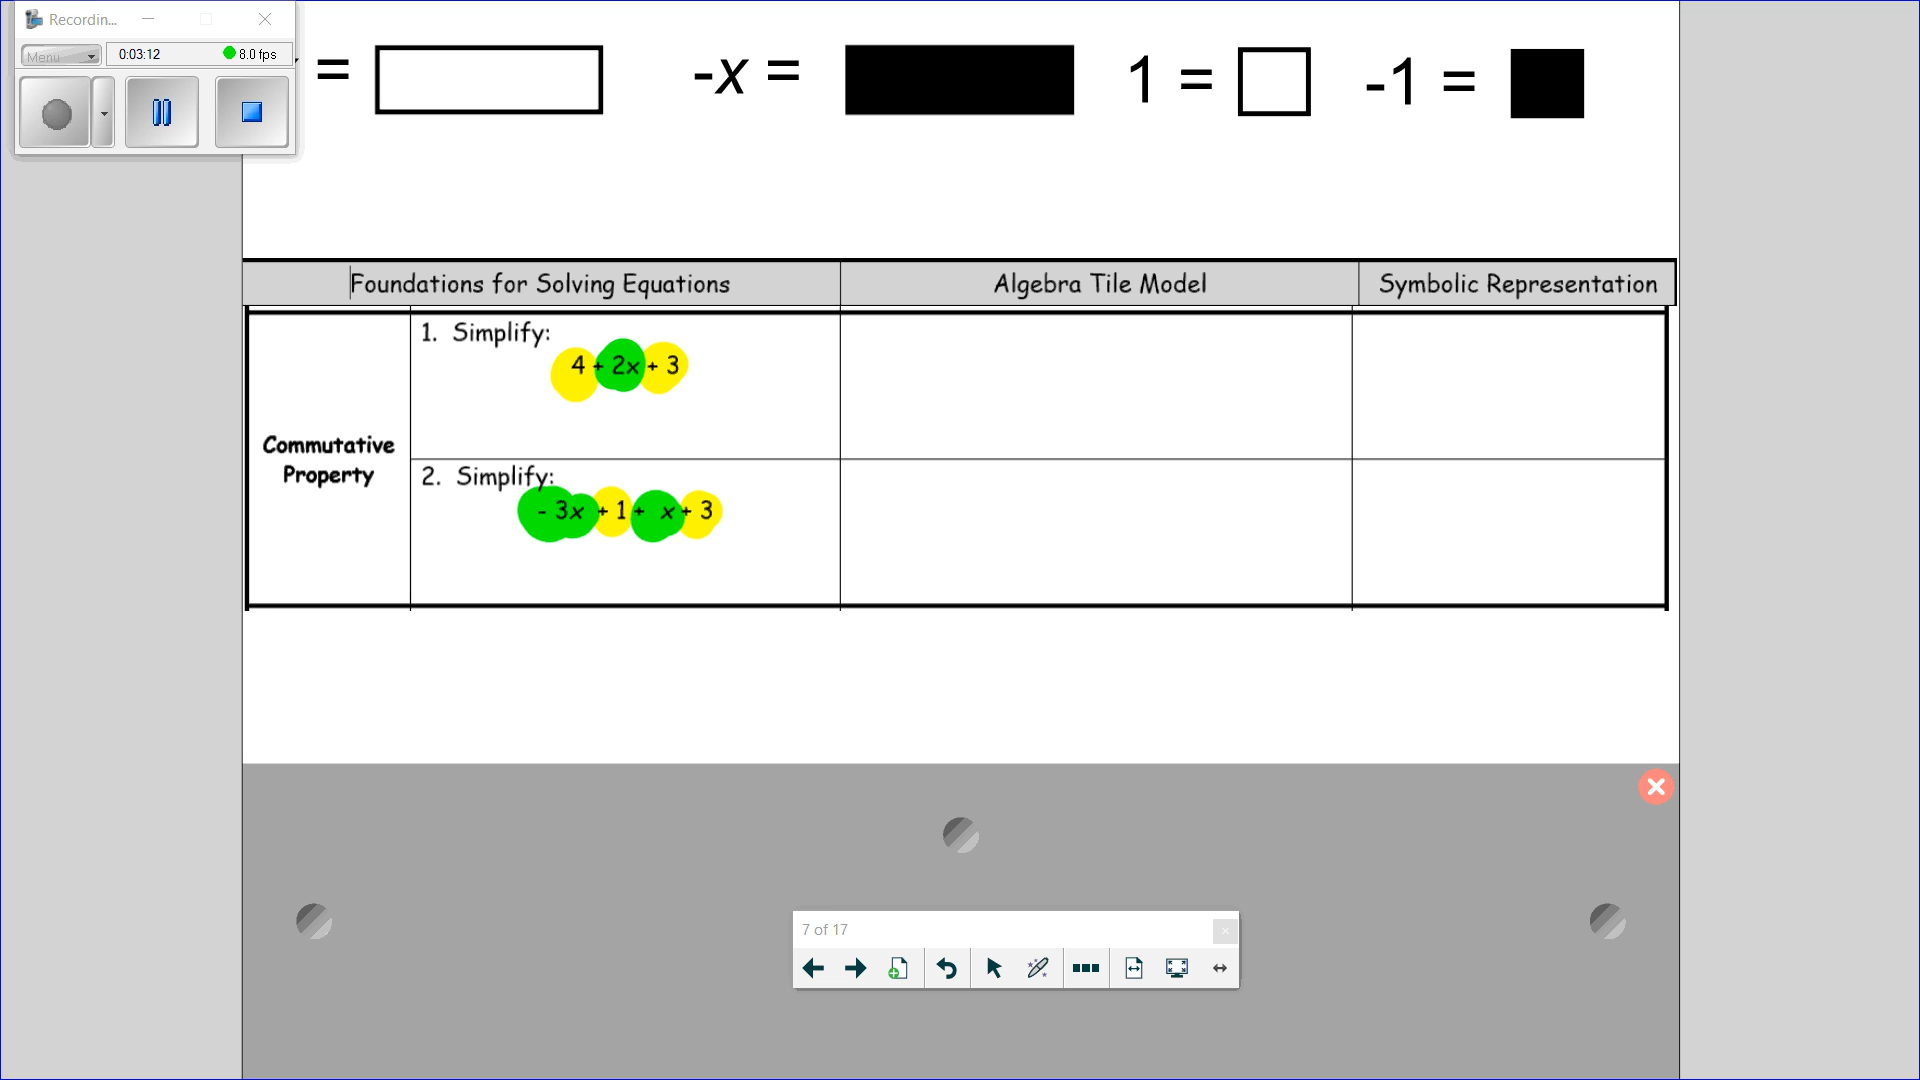 Recordin...
Menu 0:03:12 8.0 fps
= -x = 1 = -1 =
Foundations for Solving Equations Algebra Tile Model Symbolic Representation
Commutative
Property
1. Simplify:
4 + 2x + 3
2. Simplify:
- 3x + 1 + x + 3
7 of 17